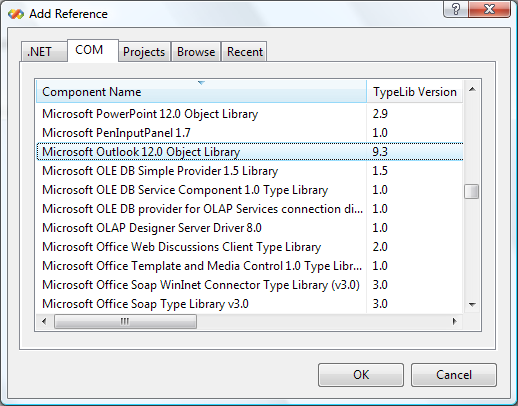 Add Reference
.NET COM Projects Browse Recent
Component Name TypeLib Version
Microsoft PowerPoint 12.0 Object Library 2.9
Microsoft PenInputPanel 1.7 1.0
Microsoft Outlook 12.0 Object Library 9.3
Microsoft OLE DB Simple Provider 1.5 Library 1.5
Microsoft OLE DB Service Component 1.0 Type Library 1.0
Microsoft OLE DB provider for OLAP Services connection di... 1.0
Microsoft OLAP Designer Server Driver 8.0 1.0
Microsoft Office Web Discussions Client Type Library 2.0
Microsoft Office Template and Media Control 1.0 Type Libr... 1.0
Microsoft Office Soap WinInet Connector Type Library (v3.0) 3.0
Microsoft Office Soap Type Library v3.0 3.0
OK Cancel